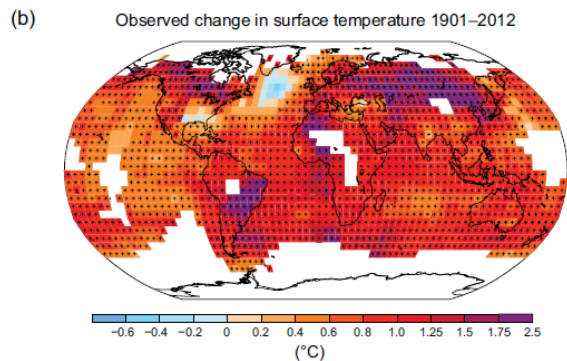 (b) Observed change in surface temperature 1901–2012
−0.6 −0.4 −0.2 0 0.2 0.4 0.6 0.8 1.0 1.25 1.5 1.75 2.5
(°C)